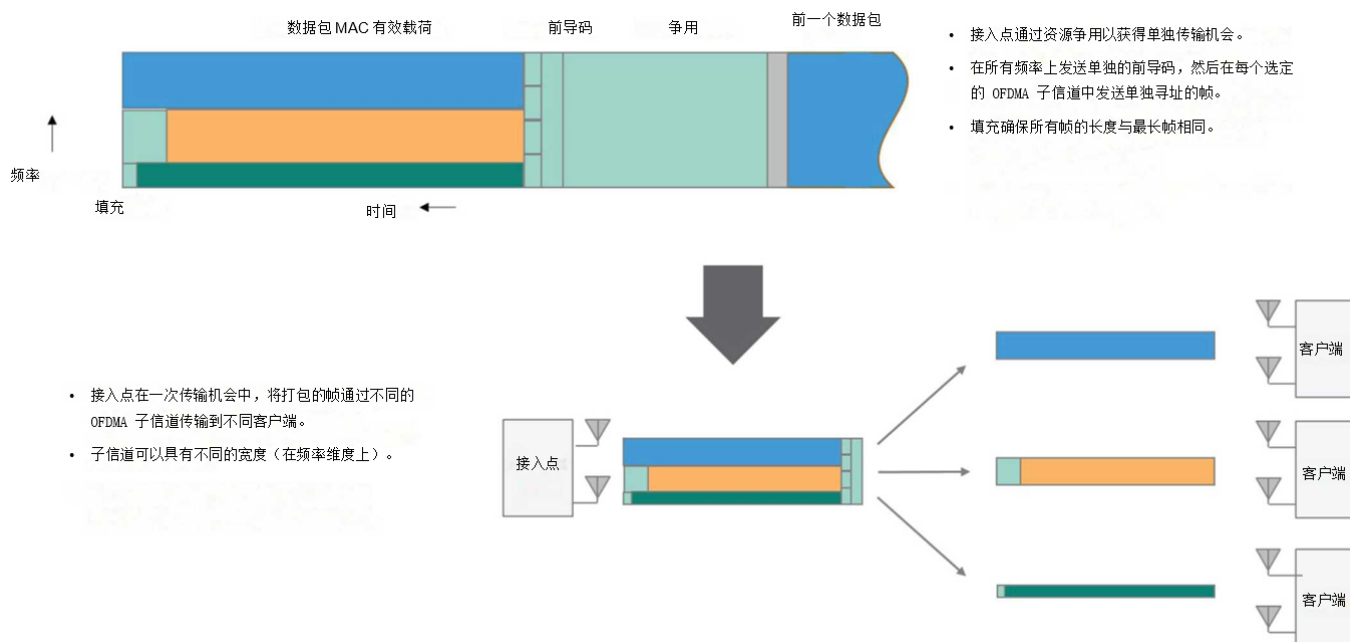 数据包 MAC 有效载荷
前导码
争用
前一个数据包
频率
填充
时间
• 接入点通过资源争用以获得单独传输机会。
• 在所有频率上发送单独的前导码，然后在每个选定
的 OFDMA 子信道中发送单独寻址的帧。
• 填充确保所有帧的长度与最长帧相同。
• 接入点在一次传输机会中，将打包的帧通过不同的
OFDMA 子信道传输到不同客户端。
• 子信道可以具有不同的宽度（在频率维度上）。
接入点
客户端
客户端
客户端